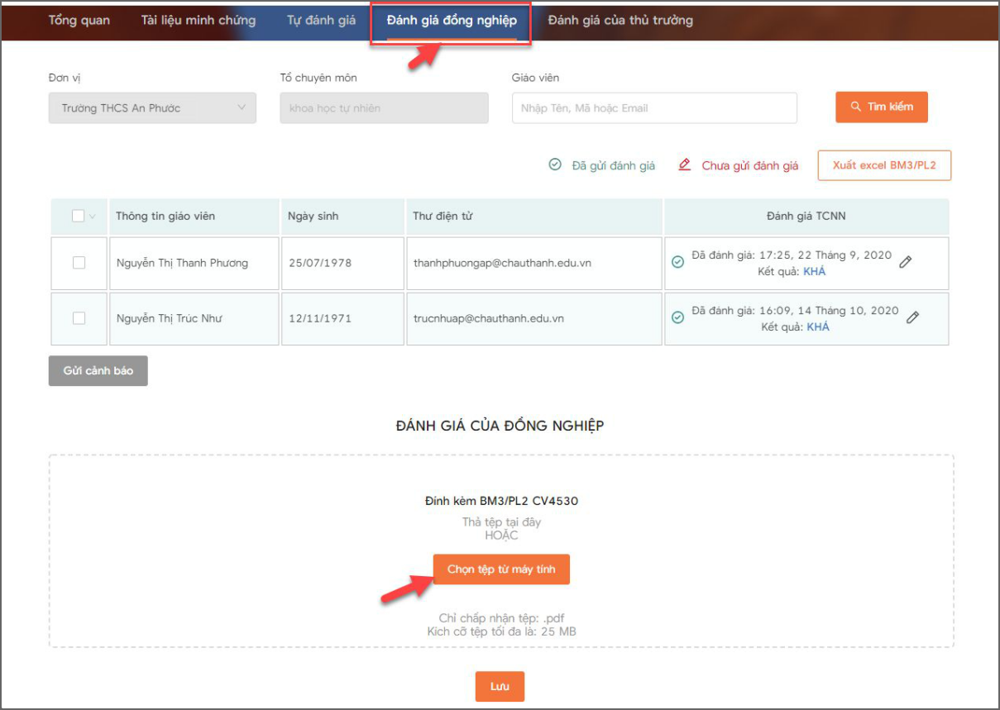 Tổng quan Tài liệu minh chứng Tự đánh giá Đánh giá đồng nghiệp Đánh giá của thủ trưởng
Đơn vị Tổ chuyên môn Giáo viên
Trường THCS An Phước khoa học tự nhiên Nhập Tên, Mã hoặc Email Tìm kiếm
Đã gửi đánh giá Chưa gửi đánh giá Xuất excel BM3/PL2
Thông tin giáo viên Ngày sinh Thư điện tử Đánh giá TCNN
Nguyễn Thị Thanh Phương 25/07/1978 thanhphuongap@chauthanh.edu.vn Đã đánh giá: 17:25, 22 Tháng 9, 2020
Kết quả: KHÁ
Nguyễn Thị Trúc Như 12/11/1971 trucnhuap@chauthanh.edu.vn Đã đánh giá: 16:09, 14 Tháng 10, 2020
Kết quả: KHÁ
Gửi cảnh báo
ĐÁNH GIÁ CỦA ĐỒNG NGHIỆP
Đính kèm BM3/PL2 CV4530
Thả tệp tại đây
HOẶC
Chọn tệp từ máy tính
Chỉ chấp nhận tệp: .pdf
Kích cỡ tệp tối đa là: 25 MB
Lưu